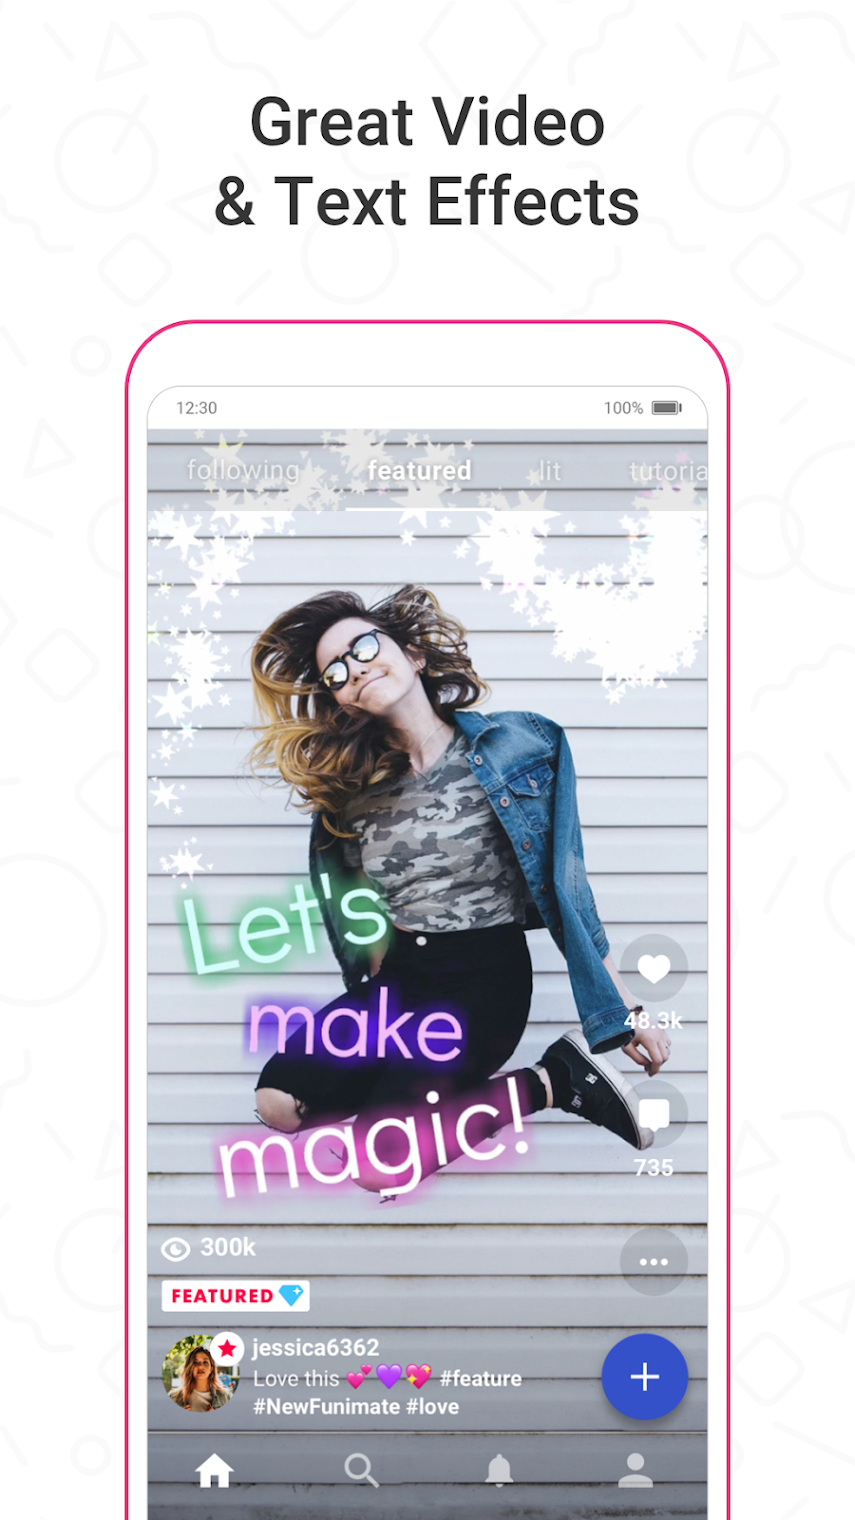 Great Video
& Text Effects
12:30 100%
following featured lit tutoria
Let's
make
magic!
48.3k
735
300k
FEATURED
jessica6362
Love this 💕💜💖 #feature
#NewFunimate #love